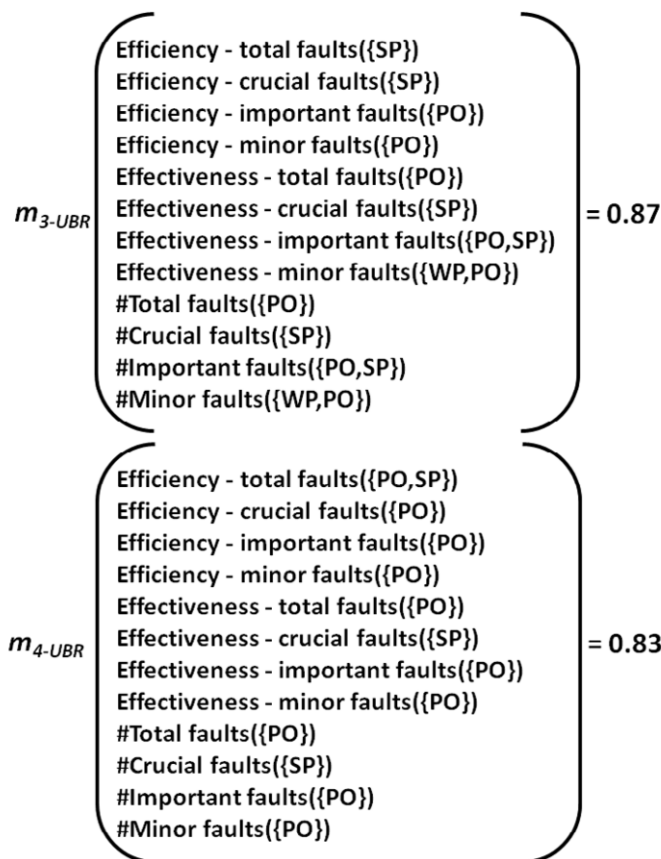 Efficiency - total faults({SP})
Efficiency - crucial faults({SP})
Efficiency - important faults({PO})
Efficiency - minor faults({PO})
Effectiveness - total faults({PO})
m3-UBR
Effectiveness - crucial faults({SP})
= 0.87
Effectiveness - important faults({PO,SP})
Effectiveness - minor faults({WP,PO})
#Total faults({PO})
#Crucial faults({SP})
#Important faults({PO,SP})
#Minor faults({WP,PO})
Efficiency - total faults({PO,SP})
Efficiency - crucial faults({PO})
Efficiency - important faults({PO})
Efficiency - minor faults({PO})
Effectiveness - total faults({PO})
m4-UBR
Effectiveness - crucial faults({SP})
= 0.83
Effectiveness - important faults({PO})
Effectiveness - minor faults({PO})
#Total faults({PO})
#Crucial faults({SP})
#Important faults({PO})
#Minor faults({PO})